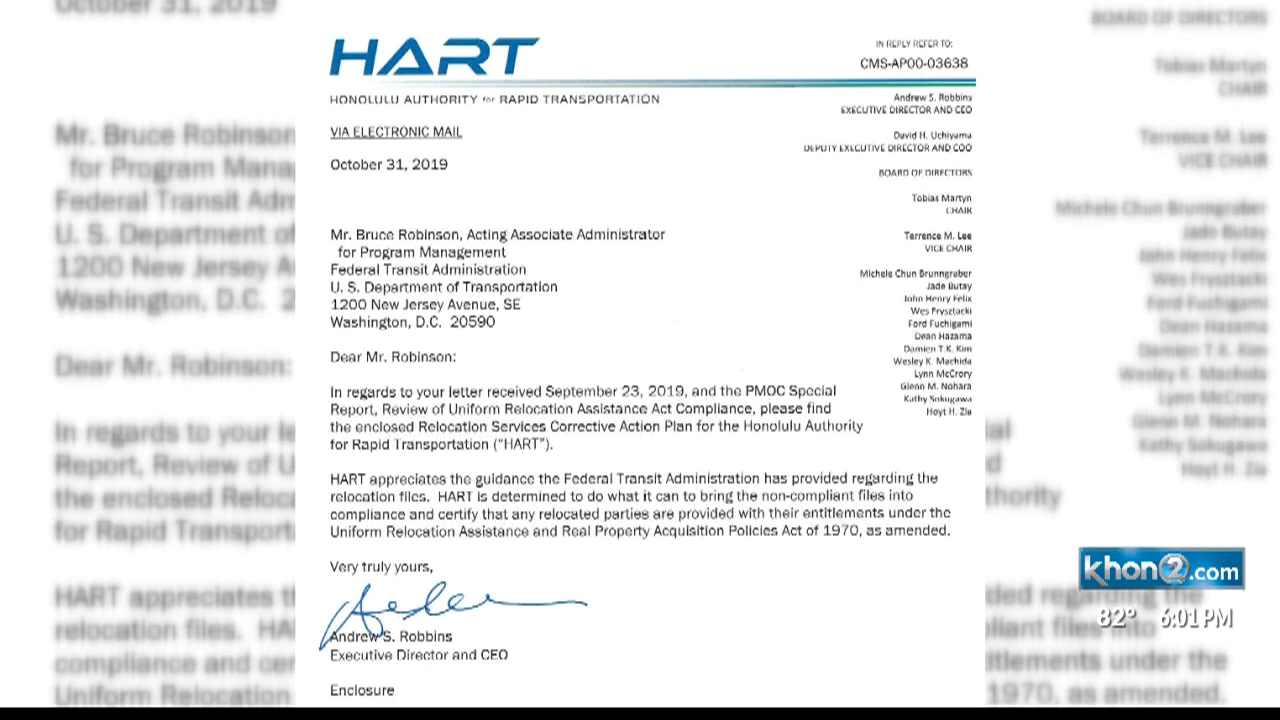 HART
HONOLULU AUTHORITY for RAPID TRANSPORTATION
IN REPLY REFER TO:
CMS-AP00-03638
Andrew S. Robbins
EXECUTIVE DIRECTOR AND CEO
David H. Uchiyama
DEPUTY EXECUTIVE DIRECTOR AND COO
BOARD OF DIRECTORS
Tobias Martyn
CHAIR
Terrence M. Lee
VICE CHAIR
Michele Chun Brunngraber
Jade Butay
John Henry Felix
Wes Frysztacki
Ford Fuchigami
Dean Hazama
Damien T.K. Kim
Wesley K. Machida
Lynn McCrory
Glenn M. Nohara
Kathy Sokugawa
Hoyt H. Zia
VIA ELECTRONIC MAIL
October 31, 2019
Mr. Bruce Robinson, Acting Associate Administrator
for Program Management
Federal Transit Administration
U. S. Department of Transportation
1200 New Jersey Avenue, SE
Washington, D.C. 20590
Dear Mr. Robinson:
In regards to your letter received September 23, 2019, and the PMOC Special
Report, Review of Uniform Relocation Assistance Act Compliance, please find
the enclosed Relocation Services Corrective Action Plan for the Honolulu Authority
for Rapid Transportation ("HART").
HART appreciates the guidance the Federal Transit Administration has provided regarding the
relocation files. HART is determined to do what it can to bring the non-compliant files into
compliance and certify that any relocated parties are provided with their entitlements under the
Uniform Relocation Assistance and Real Property Acquisition Policies Act of 1970, as amended.
Very truly yours,
Andrew S. Robbins
Executive Director and CEO
Enclosure
khon2.com
82° 6:01 PM